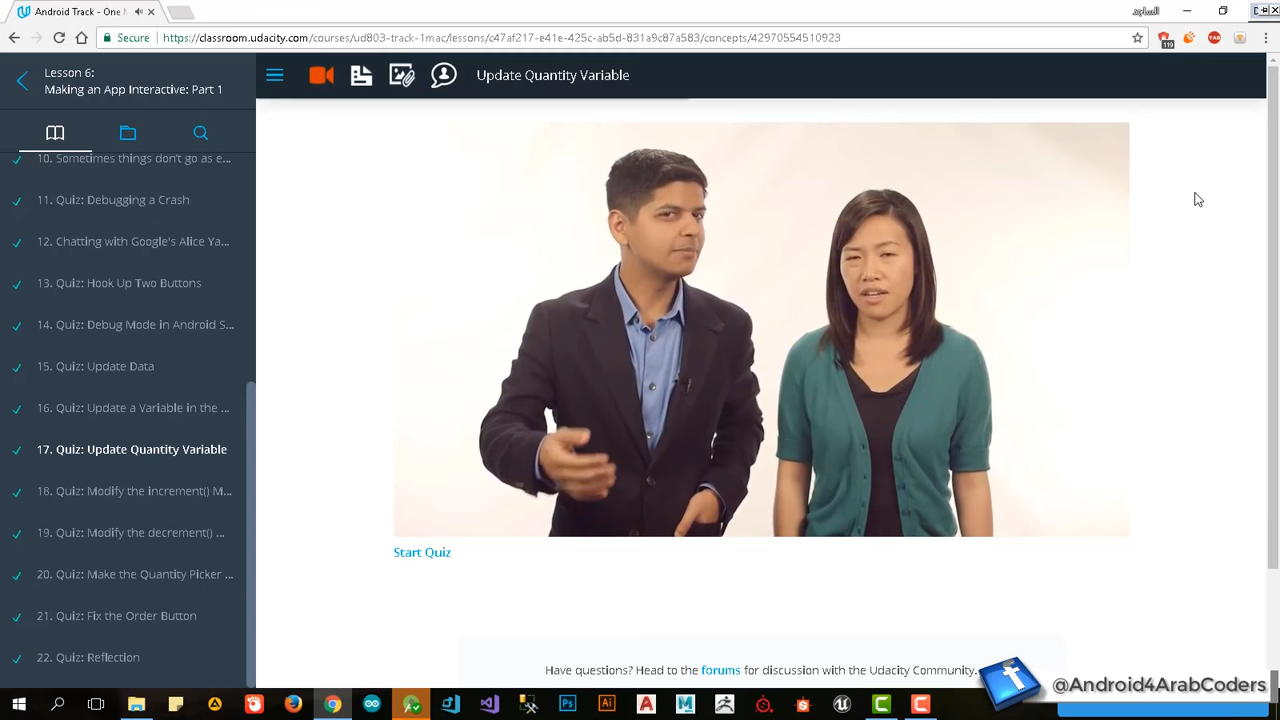 Android Track - One M
الساجد
Secure
https://classroom.udacity.com/courses/ud803-track-1mac/lessons/c47af217-e41e-425c-ab5d-831a9c87a583/concepts/42970554510923
119
YAB
Lesson 6:
Making an App Interactive: Part 1
Update Quantity Variable
10. Sometimes things don't go as e...
11. Quiz: Debugging a Crash
12. Chatting with Google's Alice Ya...
13. Quiz: Hook Up Two Buttons
14. Quiz: Debug Mode in Android S...
15. Quiz: Update Data
16. Quiz: Update a Variable in the ...
17. Quiz: Update Quantity Variable
18. Quiz: Modify the increment() M...
19. Quiz: Modify the decrement() ...
20. Quiz: Make the Quantity Picker ...
21. Quiz: Fix the Order Button
22. Quiz: Reflection
Start Quiz
Have questions? Head to the forums for discussion with the Udacity Community.
@Android4ArabCoders
Ps
Ai
A
M
C
C